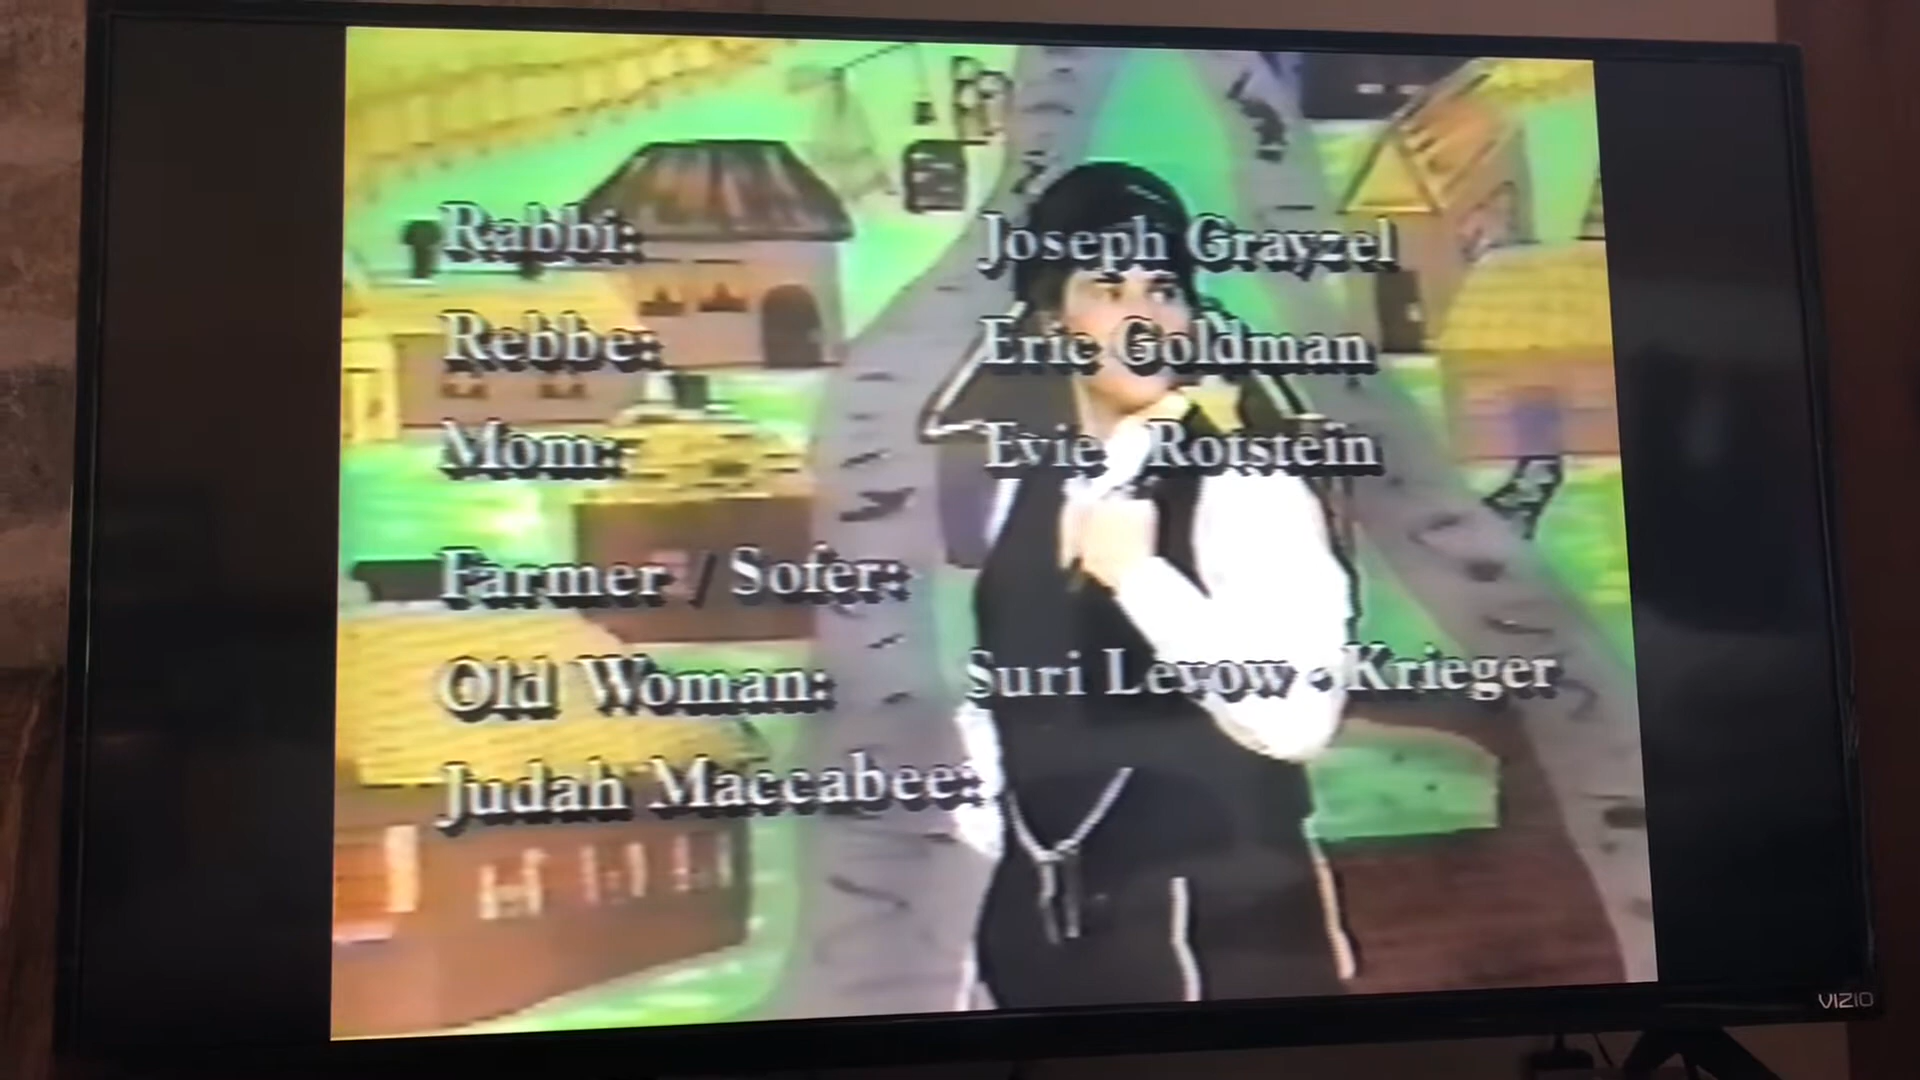 Rabbi: Joseph Grayzel
Rebbe: Eric Goldman
Mom: Evie Rotstein
Farmer / Sofer:
Old Woman: Suri Levow - Krieger
Judah Maccabee:
VIZIO